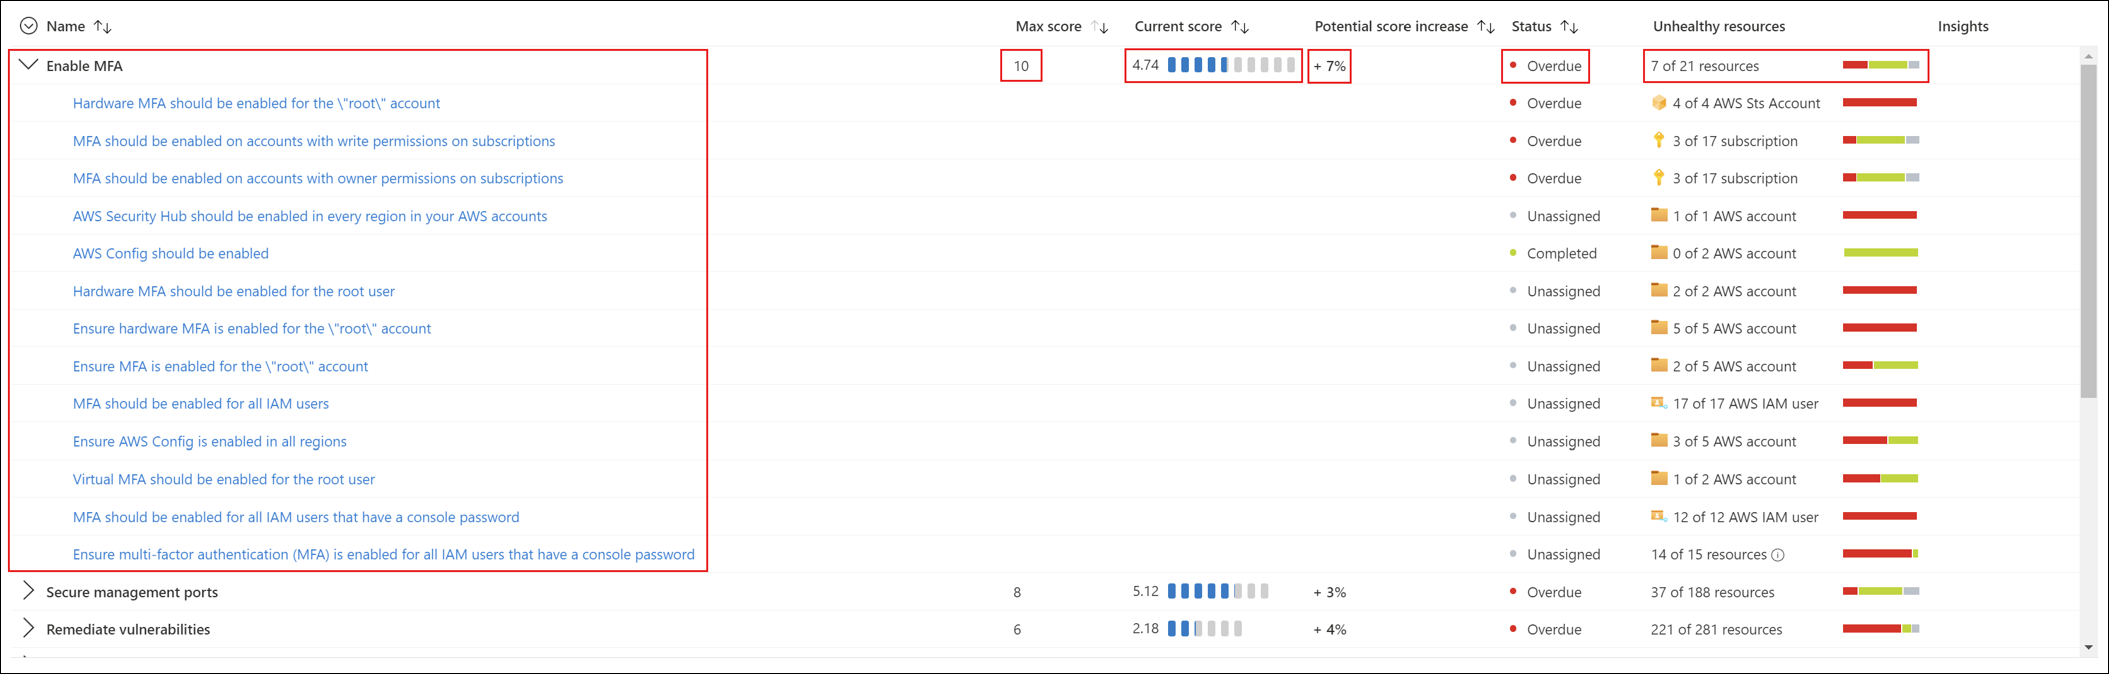 Name Max score Current score Potential score increase Status Unhealthy resources Insights
Enable MFA 10 4.74 + 7% Overdue 7 of 21 resources
Hardware MFA should be enabled for the \"root\" account Overdue 4 of 4 AWS Sts Account
MFA should be enabled on accounts with write permissions on subscriptions Overdue 3 of 17 subscription
MFA should be enabled on accounts with owner permissions on subscriptions Overdue 3 of 17 subscription
AWS Security Hub should be enabled in every region in your AWS accounts Unassigned 1 of 1 AWS account
AWS Config should be enabled Completed 0 of 2 AWS account
Hardware MFA should be enabled for the root user Unassigned 2 of 2 AWS account
Ensure hardware MFA is enabled for the \"root\" account Unassigned 5 of 5 AWS account
Ensure MFA is enabled for the \"root\" account Unassigned 2 of 5 AWS account
MFA should be enabled for all IAM users Unassigned 17 of 17 AWS IAM user
Ensure AWS Config is enabled in all regions Unassigned 3 of 5 AWS account
Virtual MFA should be enabled for the root user Unassigned 1 of 2 AWS account
MFA should be enabled for all IAM users that have a console password Unassigned 12 of 12 AWS IAM user
Ensure multi-factor authentication (MFA) is enabled for all IAM users that have a console password Unassigned 14 of 15 resources
Secure management ports 8 5.12 + 3% Overdue 37 of 188 resources
Remediate vulnerabilities 6 2.18 + 4% Overdue 221 of 281 resources